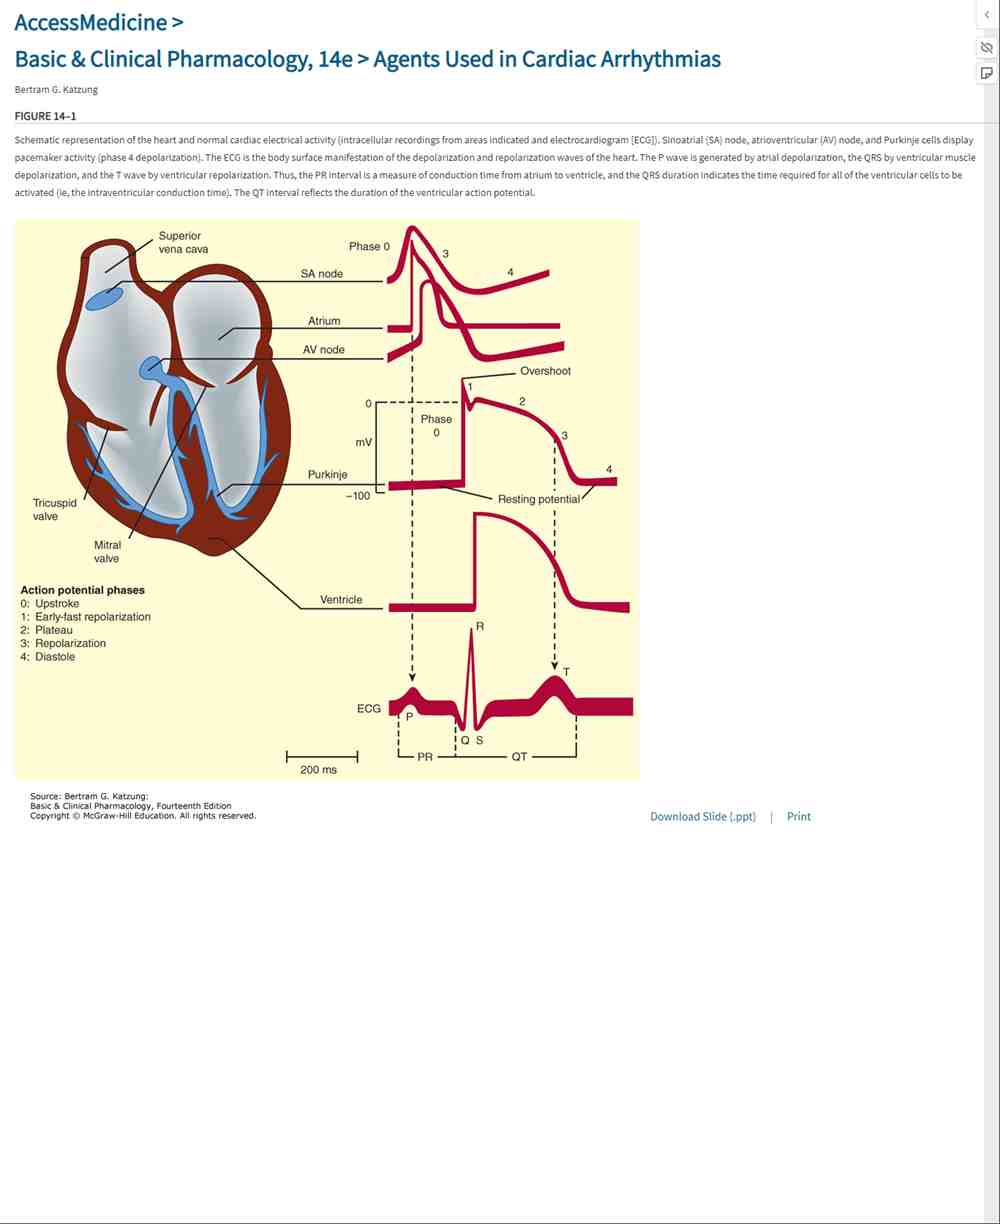 AccessMedicine >
Basic & Clinical Pharmacology, 14e > Agents Used in Cardiac Arrhythmias
Bertram G. Katzung
FIGURE 14–1
Schematic representation of the heart and normal cardiac electrical activity (intracellular recordings from areas indicated and electrocardiogram [ECG]). Sinoatrial (SA) node, atrioventricular (AV) node, and Purkinje cells display
pacemaker activity (phase 4 depolarization). The ECG is the body surface manifestation of the depolarization and repolarization waves of the heart. The P wave is generated by atrial depolarization, the QRS by ventricular muscle
depolarization, and the T wave by ventricular repolarization. Thus, the PR interval is a measure of conduction time from atrium to ventricle, and the QRS duration indicates the time required for all of the ventricular cells to be
activated (ie, the intraventricular conduction time). The QT interval reflects the duration of the ventricular action potential.
Superior
vena cava
Phase 0
3
4
SA node
Atrium
AV node
Overshoot
1
0
2
Phase
0
mV
3
4
Purkinje
−100
Resting potential
Tricuspid
valve
Mitral
valve
Action potential phases
0: Upstroke
1: Early-fast repolarization
2: Plateau
3: Repolarization
4: Diastole
Ventricle
R
T
ECG
P
Q S
PR
QT
200 ms
Source: Bertram G. Katzung:
Basic & Clinical Pharmacology, Fourteenth Edition
Copyright © McGraw-Hill Education. All rights reserved.
Download Slide (.ppt) | Print